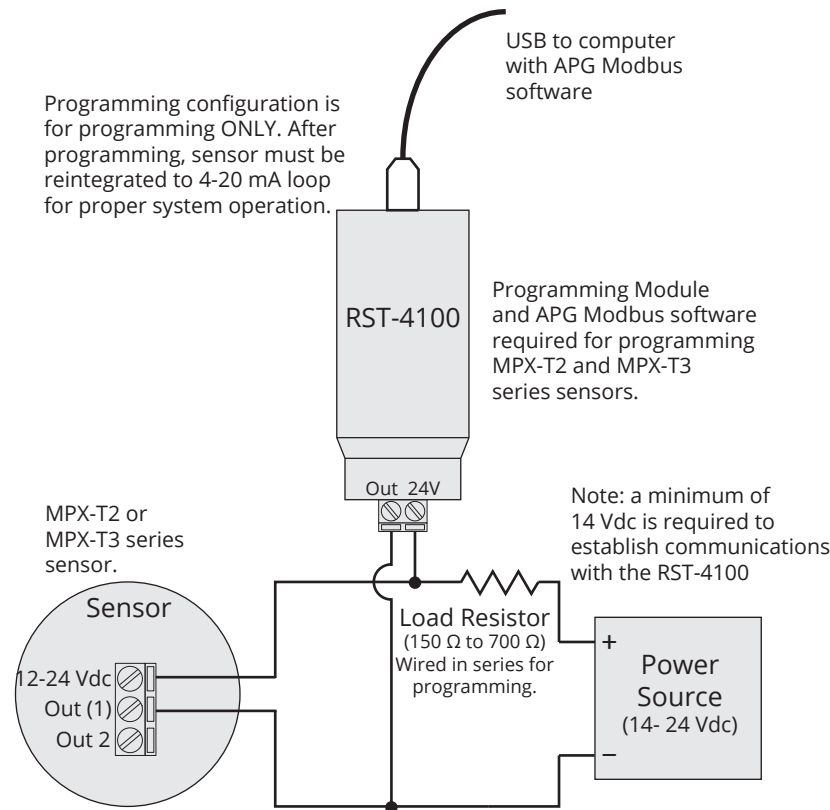 USB to computer
with APG Modbus
software
Programming configuration is
for programming ONLY. After
programming, sensor must be
reintegrated to 4-20 mA loop
for proper system operation.
RST-4100
Programming Module
and APG Modbus software
required for programming
MPX-T2 and MPX-T3
series sensors.
Out 24V
Note: a minimum of
14 Vdc is required to
establish communications
with the RST-4100
MPX-T2 or
MPX-T3 series
sensor.
Sensor
12-24 Vdc
Out (1)
Out 2
Load Resistor
(150 Ω to 700 Ω)
Wired in series for
programming.
+
Power
Source
(14- 24 Vdc)
−